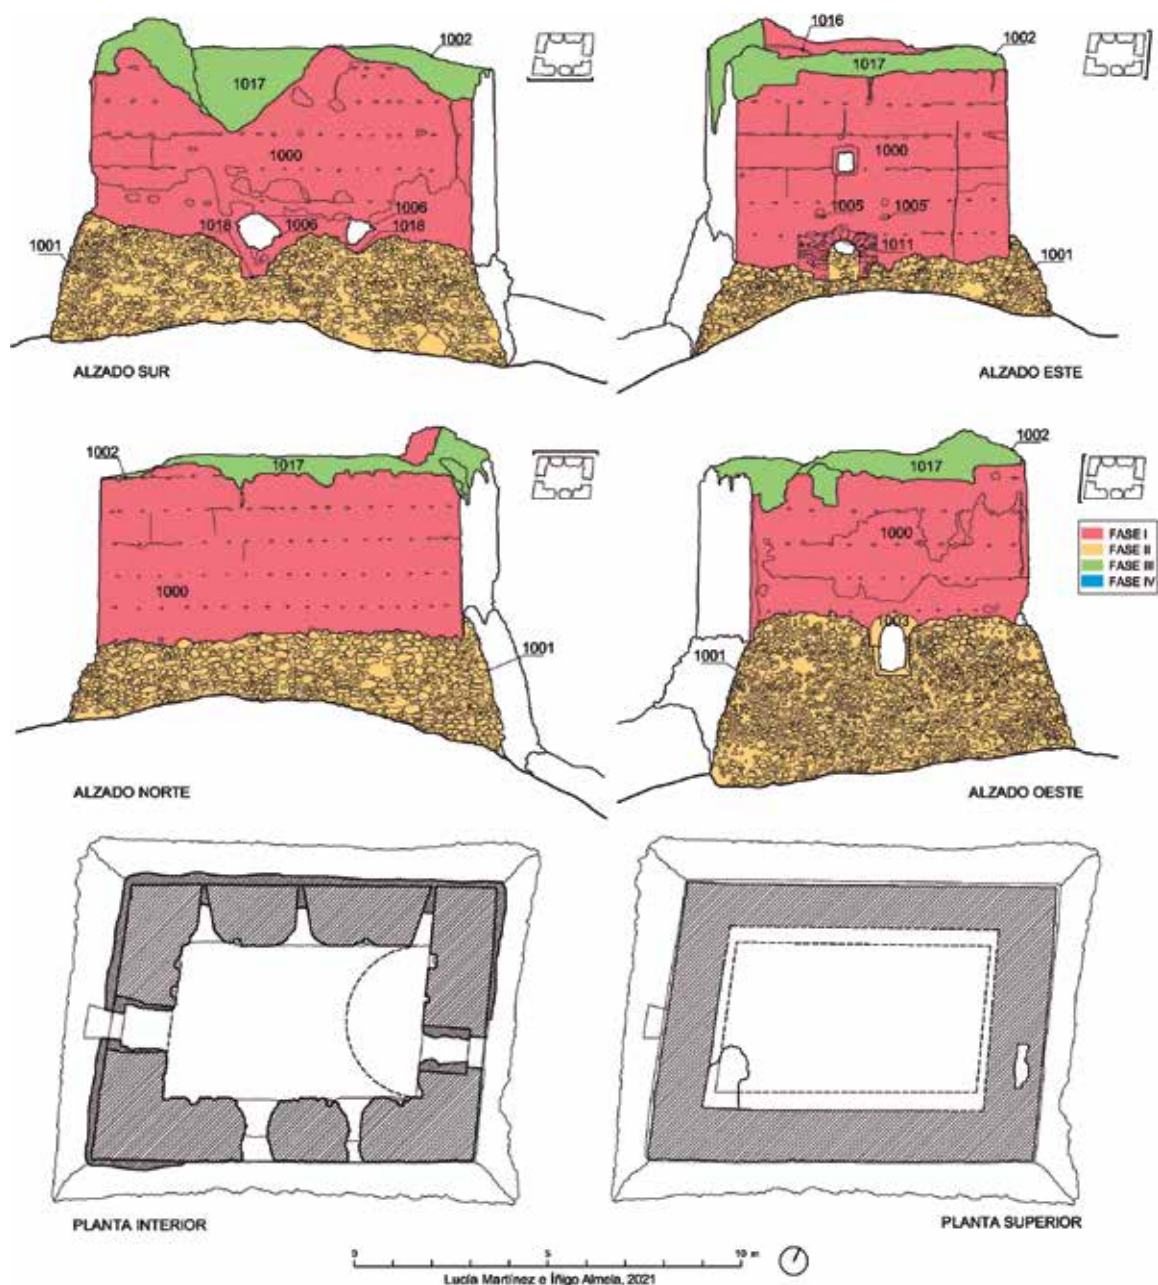 1002
1017
1000
1018
1006
1006
1018
1001
ALZADO SUR
1016
1002
1017
1000
1005
1005
1011
1001
ALZADO ESTE
1002
1017
1000
1001
ALZADO NORTE
1002
1017
1000
1003
1001
ALZADO OESTE
FASE I
FASE II
FASE III
FASE IV
PLANTA INTERIOR
PLANTA SUPERIOR
0 5 10 m
Lucía Martínez e Íñigo Almela, 2021